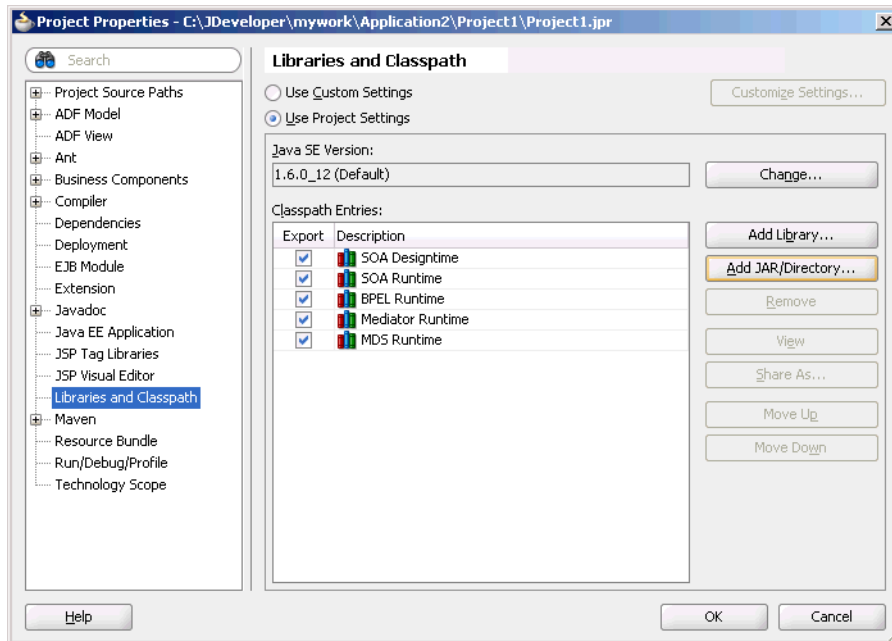 Project Properties - C:\JDeveloper\mywork\Application2\Project1\Project1.jpr
Search
Project Source Paths
ADF Model
ADF View
Ant
Business Components
Compiler
Dependencies
Deployment
EJB Module
Extension
Javadoc
Java EE Application
JSP Tag Libraries
JSP Visual Editor
Libraries and Classpath
Maven
Resource Bundle
Run/Debug/Profile
Technology Scope
Libraries and Classpath
Use Custom Settings
Customize Settings...
Use Project Settings
Java SE Version:
1.6.0_12 (Default)
Change...
Classpath Entries:
Export Description
SOA Designtime
SOA Runtime
BPEL Runtime
Mediator Runtime
MDS Runtime
Add Library...
Add JAR/Directory...
Remove
View
Share As...
Move Up
Move Down
Help
OK
Cancel